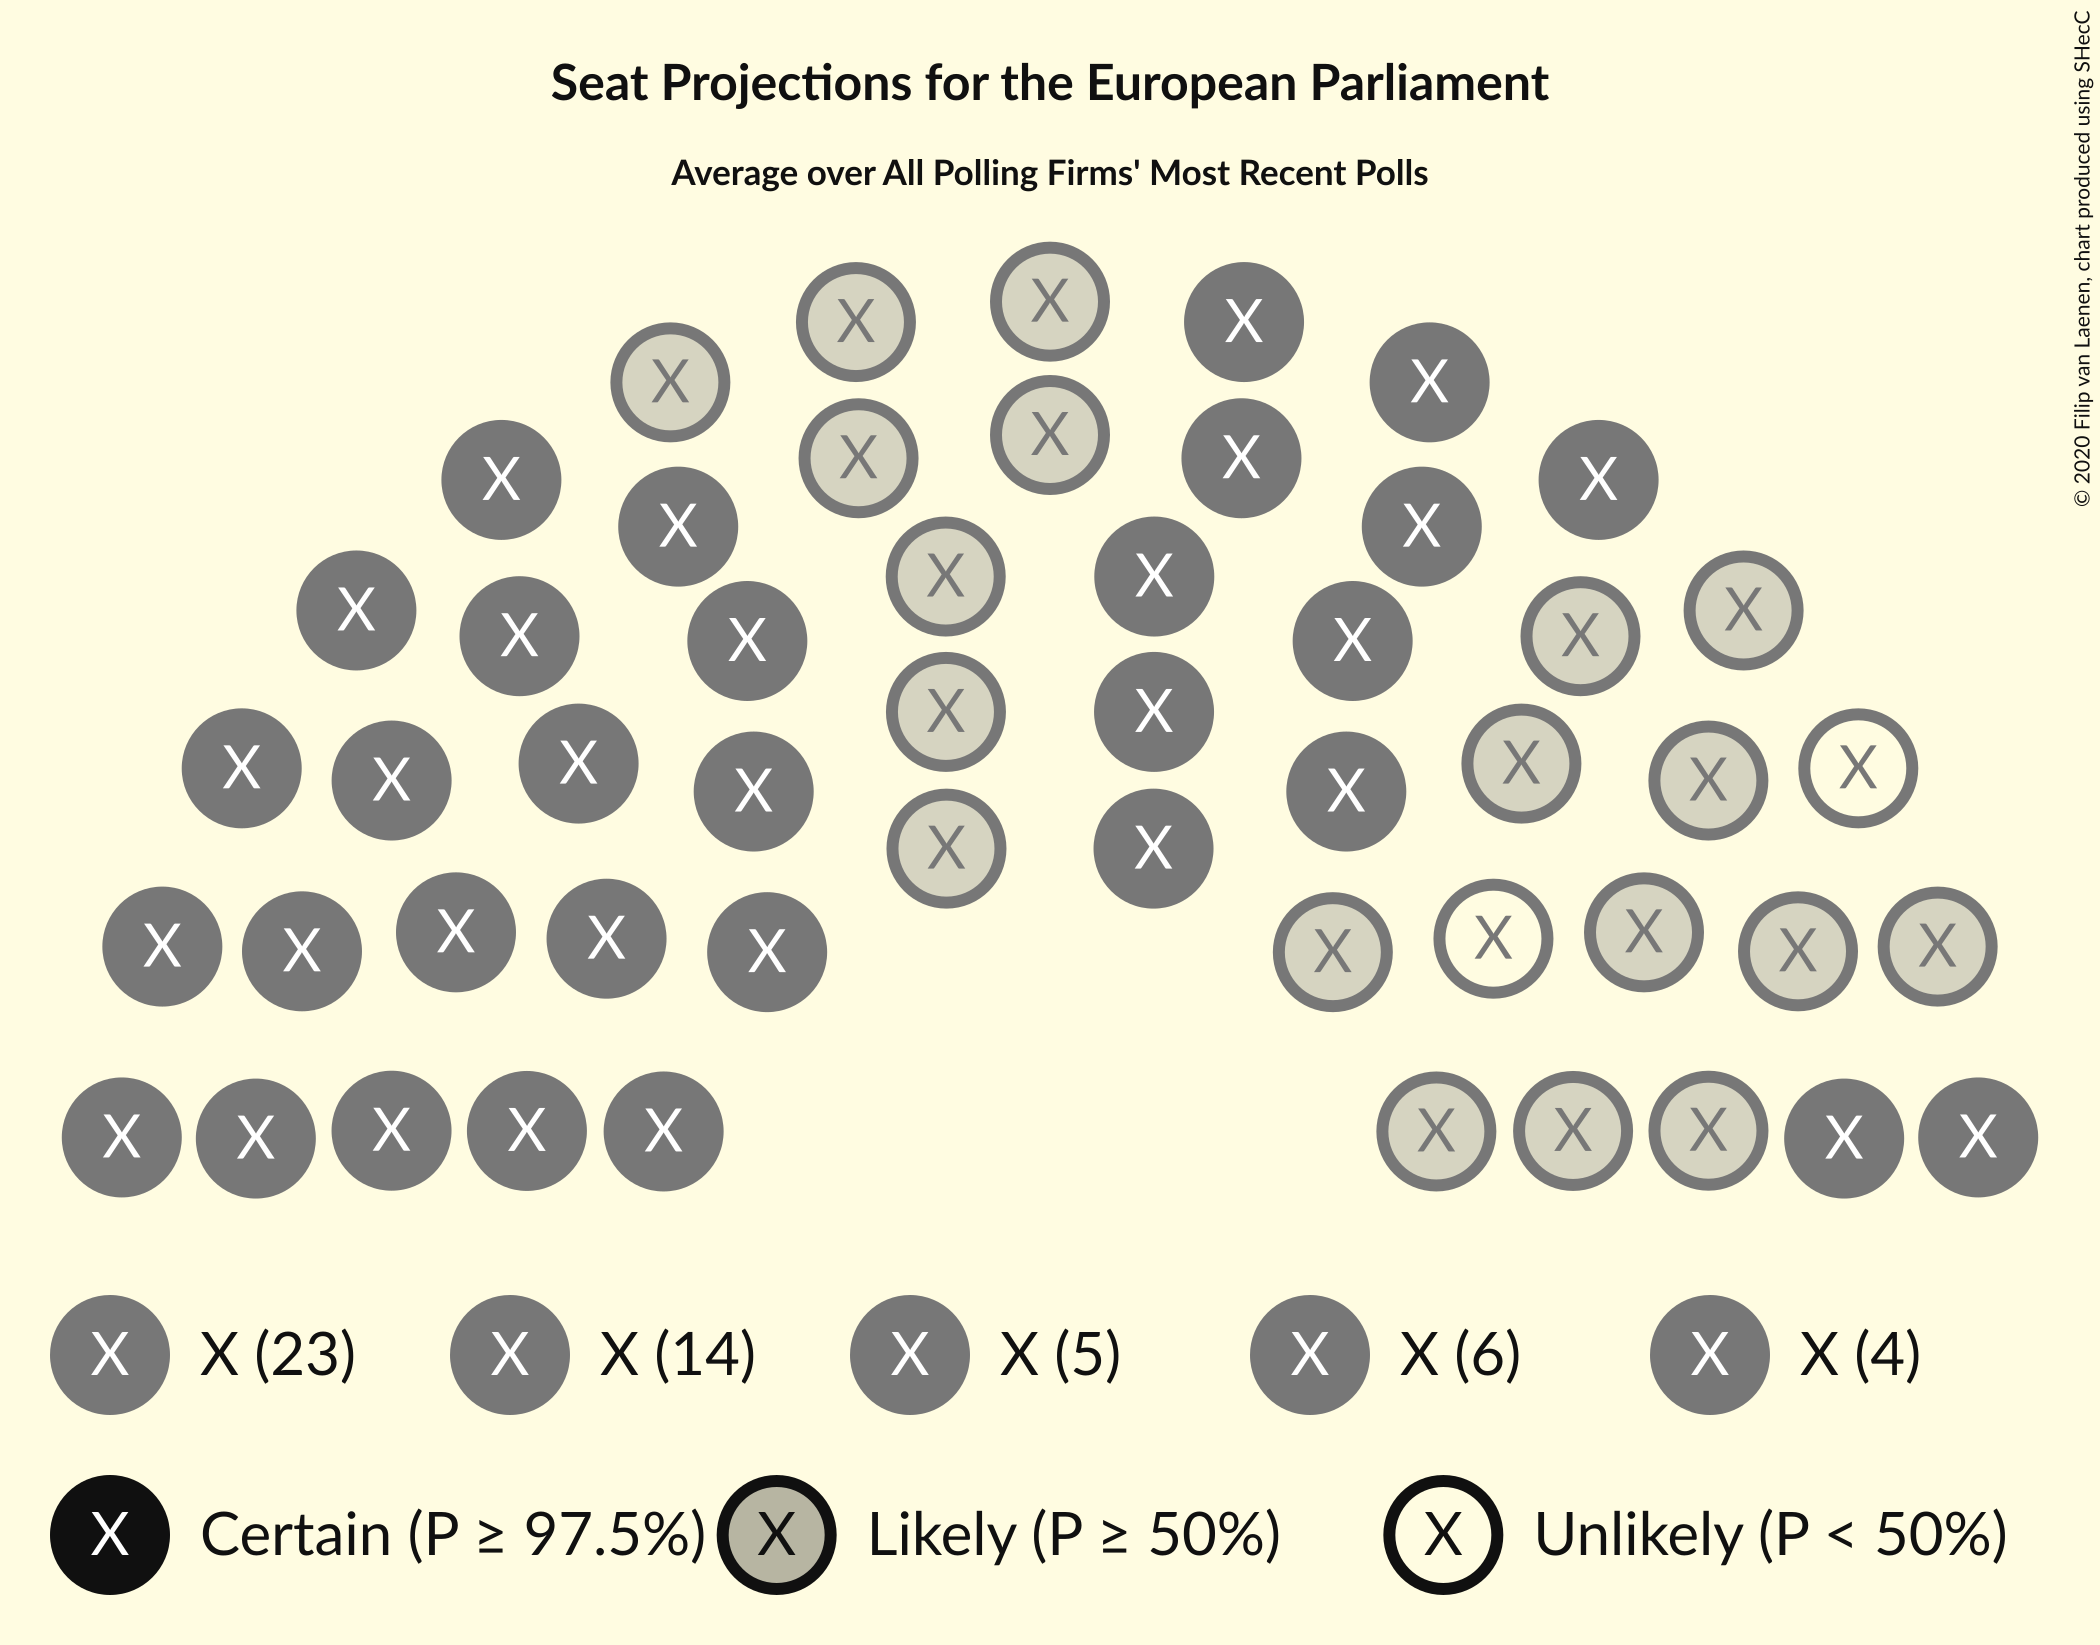 Seat Projections for the European Parliament
Average over All Polling Firms' Most Recent Polls
© 2020 Filip van Laenen, chart produced using SHecC
X X X
X X
X X X
X X X
X X
X X X
X X
X X
X X
X X X
X X
X X X
X X X
X X
X X X
X X
X X X
X X
X X X
X X X X X
X X
X X X X X X X X X X
X X (23) X X (14) X X (5) X X (6) X X (4)
X Certain (P ≥ 97.5%) X Likely (P ≥ 50%) X Unlikely (P < 50%)